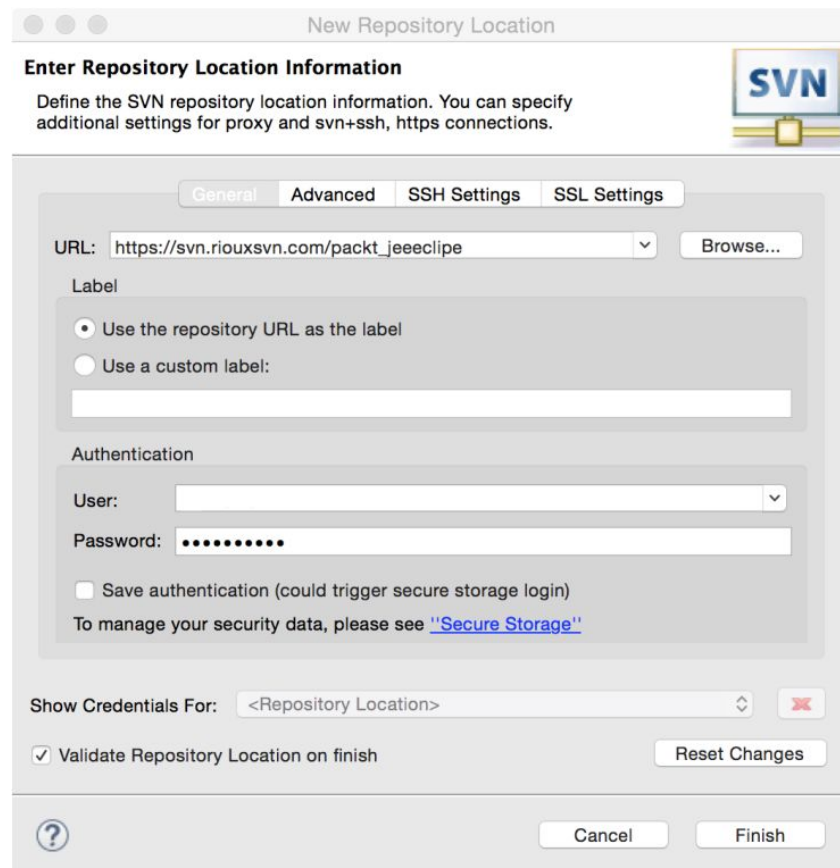 New Repository Location
Enter Repository Location Information
Define the SVN repository location information. You can specify
additional settings for proxy and svn+ssh, https connections.
SVN
General Advanced SSH Settings SSL Settings
URL: https://svn.riouxsvn.com/packt_jeeeclipe Browse...
Label
Use the repository URL as the label
Use a custom label:
Authentication
User:
Password: ••••••••••
Save authentication (could trigger secure storage login)
To manage your security data, please see ''Secure Storage''
Show Credentials For: <Repository Location>
Validate Repository Location on finish Reset Changes
? Cancel Finish